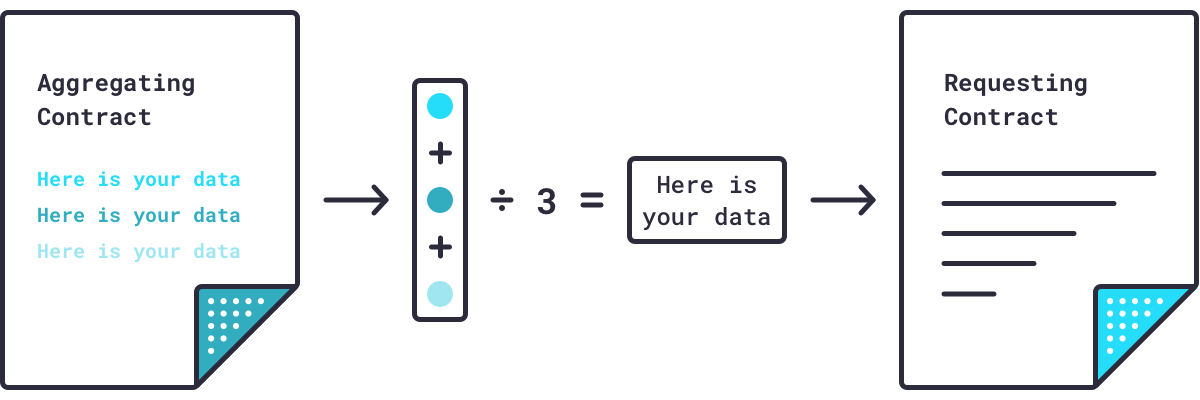 Aggregating
Contract
Here is your data
Here is your data
Here is your data
+
+
÷ 3 =
Here is
your data
Requesting
Contract